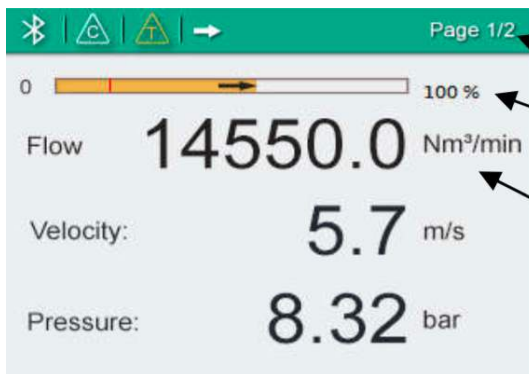 C T Page 1/2
0 100 %
Flow 14550.0 Nm³/min
Velocity: 5.7 m/s
Pressure: 8.32 bar